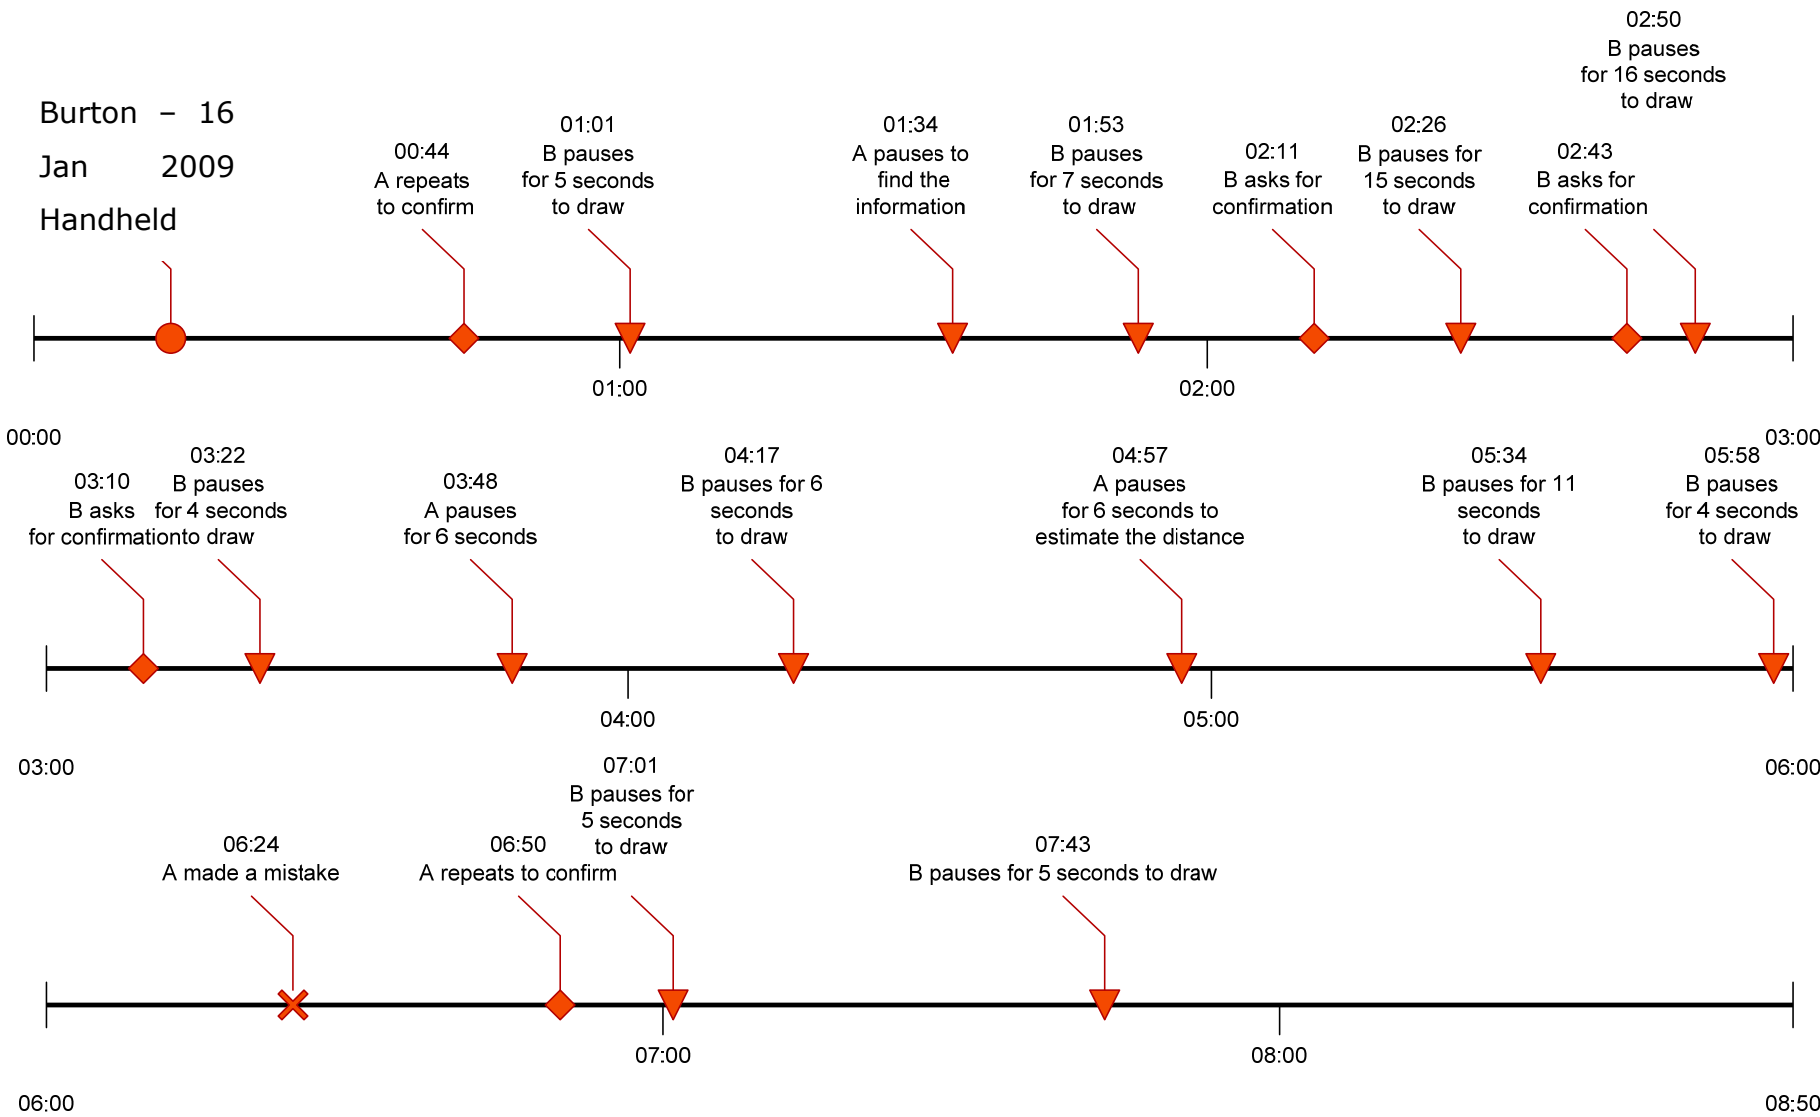 Burton – 16
Jan 2009
Handheld
00:44
A repeats
to confirm
01:01
B pauses
for 5 seconds
to draw
01:34
A pauses to
find the
information
01:53
B pauses
for 7 seconds
to draw
02:11
B asks for
confirmation
02:26
B pauses for
15 seconds
to draw
02:43
B asks for
confirmation
02:50
B pauses
for 16 seconds
to draw
01:00
02:00
00:00
03:00
03:10
B asks
for confirmation
03:22
B pauses
for 4 seconds
to draw
03:48
A pauses
for 6 seconds
04:17
B pauses for 6
seconds
to draw
04:57
A pauses
for 6 seconds to
estimate the distance
05:34
B pauses for 11
seconds
to draw
05:58
B pauses
for 4 seconds
to draw
04:00
05:00
03:00
06:00
06:24
A made a mistake
06:50
A repeats to confirm
07:01
B pauses for
5 seconds
to draw
07:43
B pauses for 5 seconds to draw
07:00
08:00
06:00
08:50